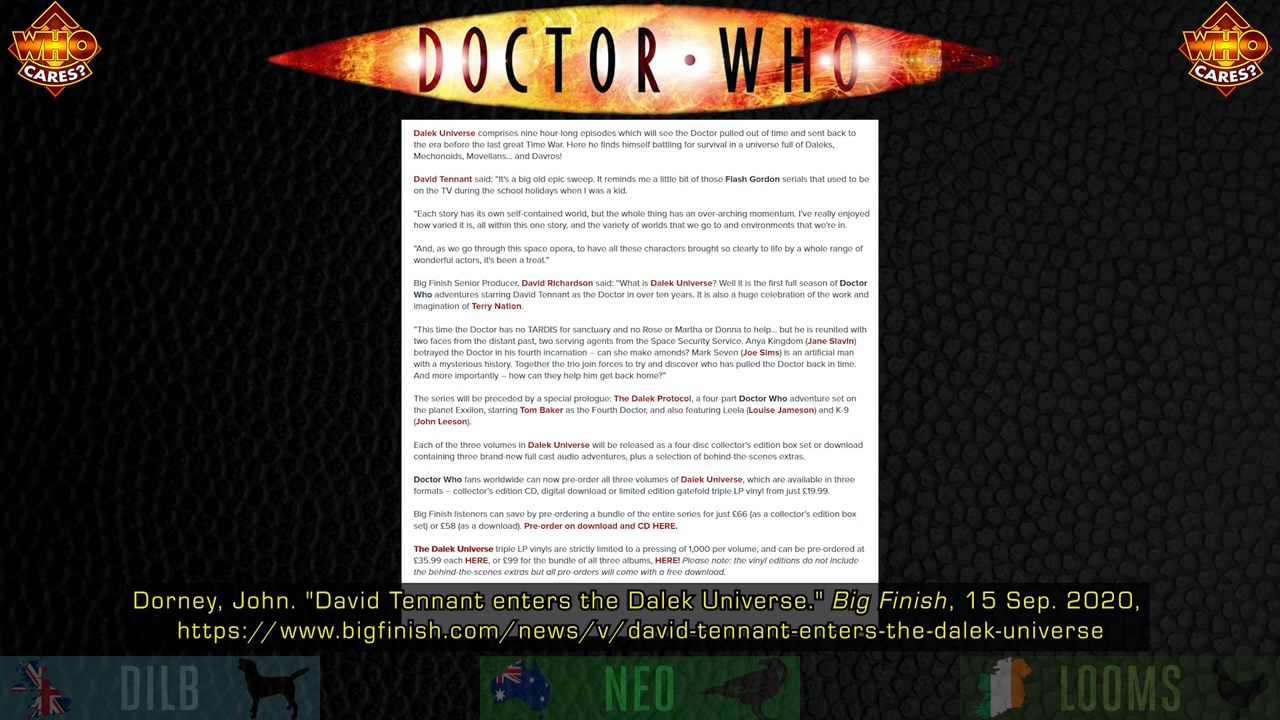 WHO
CARES?
DOCTOR • WHO
WHO
CARES?
Dalek Universe comprises nine hour-long episodes which will see the Doctor pulled out of time and sent back to
the era before the last great Time War. Here he finds himself battling for survival in a universe full of Daleks,
Mechonoids, Movellans... and Davros!
David Tennant said: "It's a big old epic sweep. It reminds me a little bit of those Flash Gordon serials that used to be
on the TV during the school holidays when I was a kid.
"Each story has its own self-contained world, but the whole thing has an over-arching momentum. I've really enjoyed
how varied it is, all within this one story, and the variety of worlds that we go to and environments that we're in.
"And, as we go through this space opera, to have all these characters brought so clearly to life by a whole range of
wonderful actors, it's been a treat."
Big Finish Senior Producer, David Richardson said: "What is Dalek Universe? Well it is the first full season of Doctor
Who adventures starring David Tennant as the Doctor in over ten years. It is also a huge celebration of the work and
imagination of Terry Nation.
"This time the Doctor has no TARDIS for sanctuary and no Rose or Martha or Donna to help... but he is reunited with
two faces from the distant past, two serving agents from the Space Security Service. Anya Kingdom (Jane Slavin)
betrayed the Doctor in his fourth incarnation – can she make amends? Mark Seven (Joe Sims) is an artificial man
with a mysterious history. Together the trio join forces to try and discover who has pulled the Doctor back in time.
And more importantly – how can they help him get back home?"
The series will be preceded by a special prologue: The Dalek Protocol, a four-part Doctor Who adventure set on
the planet Exxilon, starring Tom Baker as the Fourth Doctor, and also featuring Leela (Louise Jameson) and K-9
(John Leeson).
Each of the three volumes in Dalek Universe will be released as a four-disc collector's edition box set or download
containing three brand-new full cast audio adventures, plus a selection of behind-the-scenes extras.
Doctor Who fans worldwide can now pre-order all three volumes of Dalek Universe, which are available in three
formats – collector's edition CD, digital download or limited edition gatefold triple LP vinyl from just £19.99.
Big Finish listeners can save by pre-ordering a bundle of the entire series for just £66 (as a collector's edition box
set) or £58 (as a download). Pre-order on download and CD HERE.
The Dalek Universe triple LP vinyls are strictly limited to a pressing of 1,000 per volume, and can be pre-ordered at
£35.99 each HERE, or £99 for the bundle of all three albums, HERE! Please note: the vinyl editions do not include
the behind-the-scenes extras but all pre-orders will come with a free download.
Dorney, John. "David Tennant enters the Dalek Universe." Big Finish, 15 Sep. 2020,
https://www.bigfinish.com/news/v/david-tennant-enters-the-dalek-universe
DILB
NEO
LOOMS